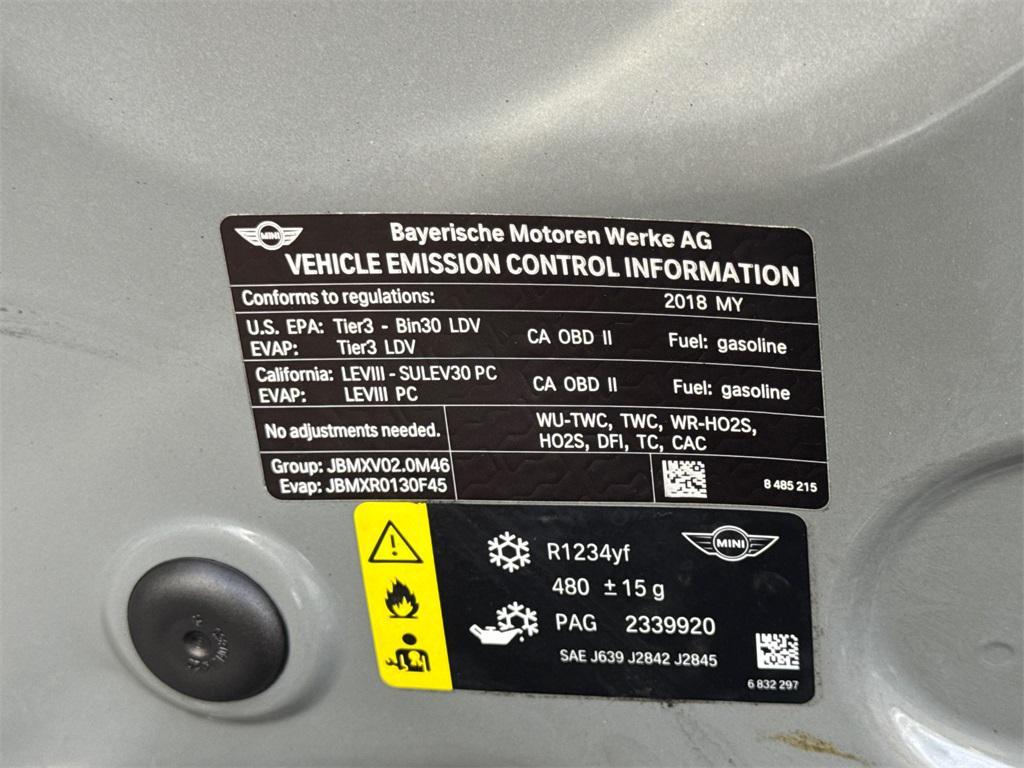 MINI
Bayerische Motoren Werke AG
VEHICLE EMISSION CONTROL INFORMATION
Conforms to regulations: 2018 MY
U.S. EPA: Tier3 - Bin30 LDV CA OBD II Fuel: gasoline
EVAP: Tier3 LDV
California: LEVIII - SULEV30 PC CA OBD II Fuel: gasoline
EVAP: LEVIII PC
No adjustments needed. WU-TWC, TWC, WR-HO2S,
HO2S, DFI, TC, CAC
Group: JBMXV02.0M46
Evap: JBMXR0130F45
8 485 215
R1234yf
MINI
480 ± 15 g
PAG 2339920
SAE J639 J2842 J2845
6 832 297